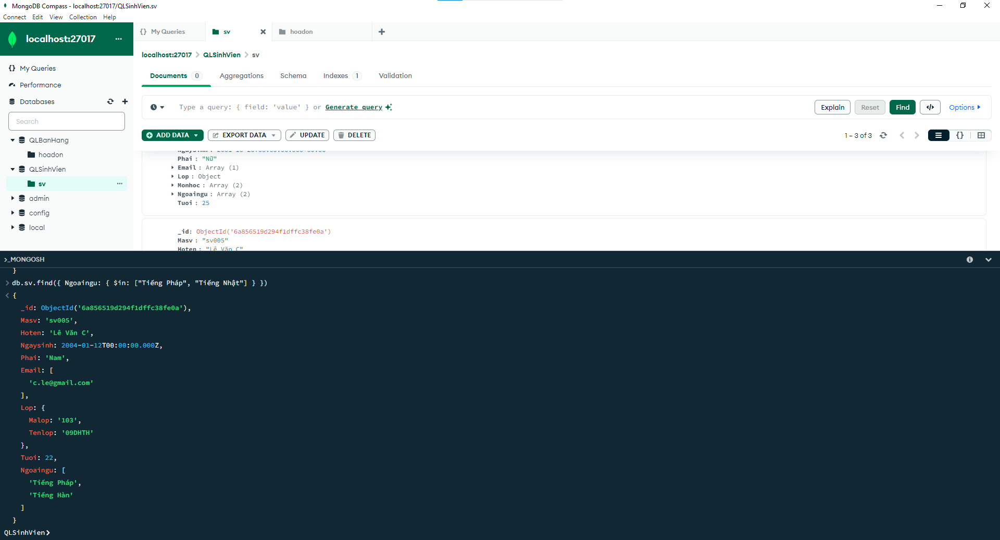 MongoDB Compass - localhost:27017/QLSinhVien.sv
Connect Edit View Collection Help
localhost:27017 ...
{} My Queries
sv
hoadon
localhost:27017 > QLSinhVien > sv
My Queries
Performance
Databases
Search
QLBanHang
hoadon
QLSinhVien
sv ...
admin
config
local
Documents 0 Aggregations Schema Indexes 1 Validation
Type a query: { field: 'value' } or Generate query
Explain Reset Find </> Options
ADD DATA EXPORT DATA UPDATE DELETE
1 – 3 of 3 {}
Phai : "Nữ"
Email : Array (1)
Lop : Object
Monhoc : Array (2)
Ngoaingu : Array (2)
Tuoi : 25
_id: ObjectId('6a856519d294f1dffc38fe0a')
Masv : "sv005"
Hoten : "Lê Văn C"
>_MONGOSH
}
> db.sv.find({ Ngoaingu: { $in: ["Tiếng Pháp", "Tiếng Nhật"] } })
< {
_id: ObjectId('6a856519d294f1dffc38fe0a'),
Masv: 'sv005',
Hoten: 'Lê Văn C',
Ngaysinh: 2004-01-12T00:00:00.000Z,
Phai: 'Nam',
Email: [
'c.le@gmail.com'
],
Lop: {
Malop: '103',
Tenlop: '09DHTH'
},
Tuoi: 22,
Ngoaingu: [
'Tiếng Pháp',
'Tiếng Hàn'
]
}
QLSinhVien>